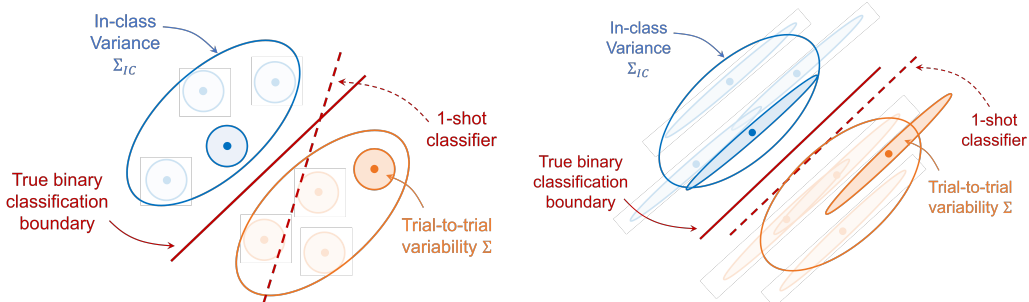 In-class
Variance
Σ_IC
1-shot
classifier
True binary
classification
boundary
Trial-to-trial
variability Σ
In-class
Variance
Σ_IC
1-shot
classifier
True binary
classification
boundary
Trial-to-trial
variability Σ